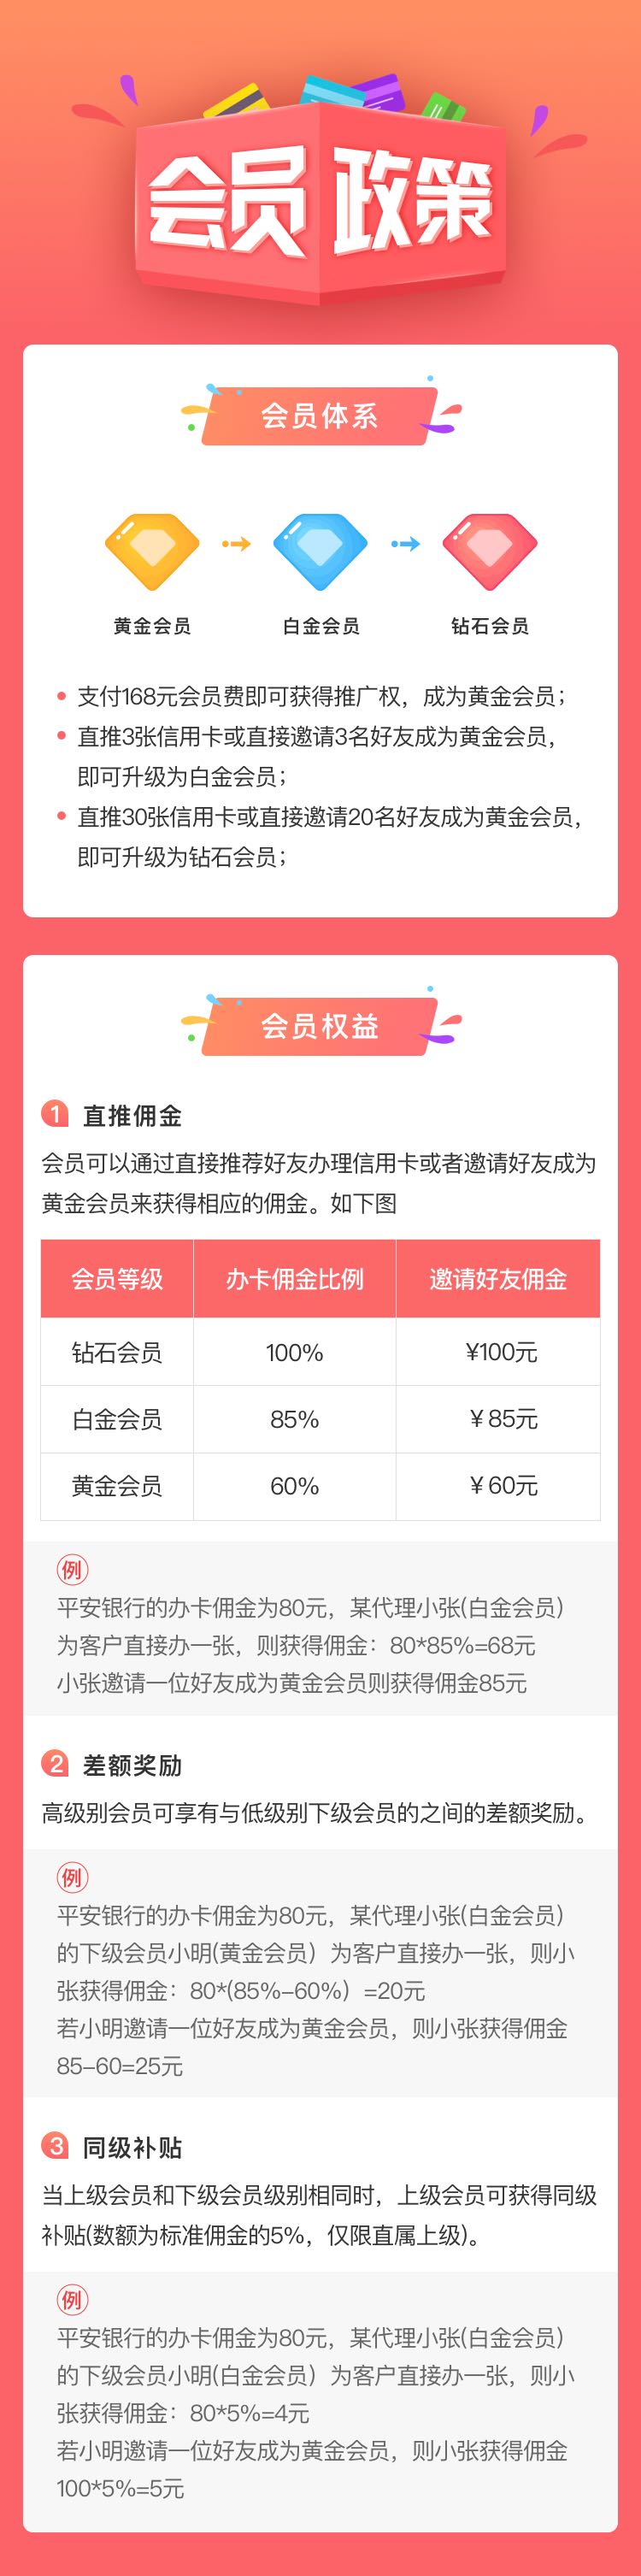 会员政策
会员体系
黄金会员 白金会员 钻石会员
支付168元会员费即可获得推广权，成为黄金会员；
直推3张信用卡或直接邀请3名好友成为黄金会员，
即可升级为白金会员；
直推30张信用卡或直接邀请20名好友成为黄金会员，
即可升级为钻石会员；
会员权益
1 直推佣金
会员可以通过直接推荐好友办理信用卡或者邀请好友成为
黄金会员来获得相应的佣金。如下图
会员等级 办卡佣金比例 邀请好友佣金
钻石会员 100% ¥100元
白金会员 85% ￥85元
黄金会员 60% ￥60元
例
平安银行的办卡佣金为80元，某代理小张(白金会员）
为客户直接办一张，则获得佣金：80*85%=68元
小张邀请一位好友成为黄金会员则获得佣金85元
2 差额奖励
高级别会员可享有与低级别下级会员的之间的差额奖励。
例
平安银行的办卡佣金为80元，某代理小张(白金会员）
的下级会员小明(黄金会员）为客户直接办一张，则小
张获得佣金：80*(85%–60%）=20元
若小明邀请一位好友成为黄金会员，则小张获得佣金
85–60=25元
3 同级补贴
当上级会员和下级会员级别相同时，上级会员可获得同级
补贴(数额为标准佣金的5%，仅限直属上级)。
例
平安银行的办卡佣金为80元，某代理小张(白金会员）
的下级会员小明(白金会员）为客户直接办一张，则小
张获得佣金：80*5%=4元
若小明邀请一位好友成为黄金会员，则小张获得佣金
100*5%=5元